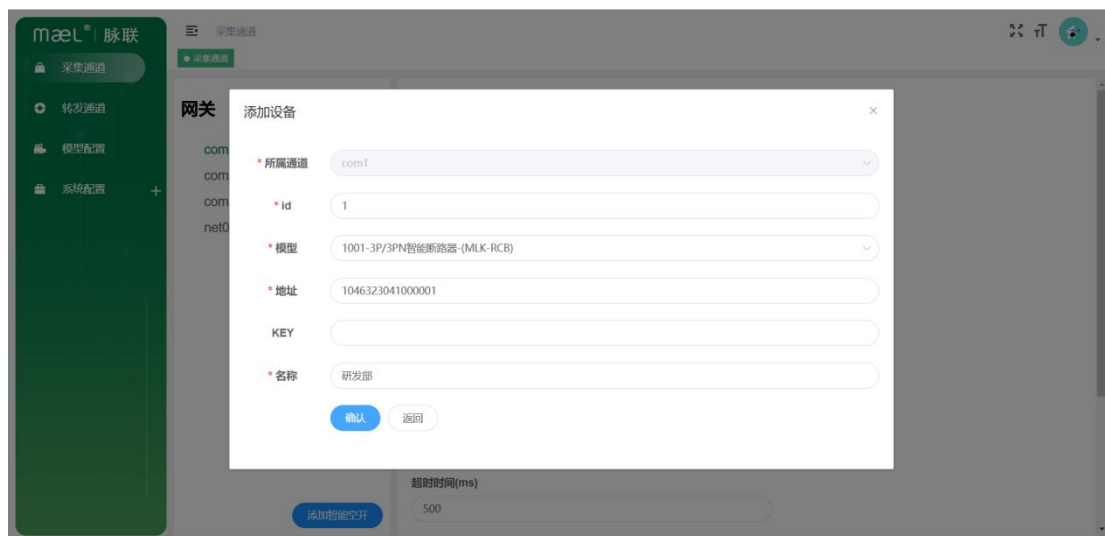 mæL® 脉联
采集通道
转发通道
模型配置
系统配置 +
采集通道
采集通道
τT
网关
com
com
com
net0
添加智能空开
添加设备 ×
* 所属通道 com1
* id 1
* 模型 1001-3P/3PN智能断路器-(MLK-RCB)
* 地址 1046323041000001
KEY
* 名称 研发部
确认 返回
超时时间(ms)
500